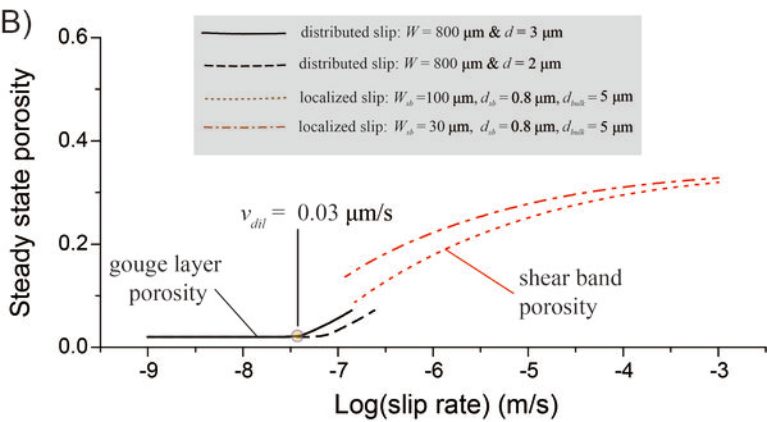 B)
distributed slip: W = 800 μm & d = 3 μm
distributed slip: W = 800 μm & d = 2 μm
localized slip: Wsb =100 μm, dsb = 0.8 μm, dbulk = 5 μm
localized slip: Wsb = 30 μm, dsb = 0.8 μm, dbulk = 5 μm
Steady state porosity
0.6
0.4
0.2
0.0
vdil = 0.03 μm/s
gouge layer
porosity
shear band
porosity
-9 -8 -7 -6 -5 -4 -3
Log(slip rate) (m/s)